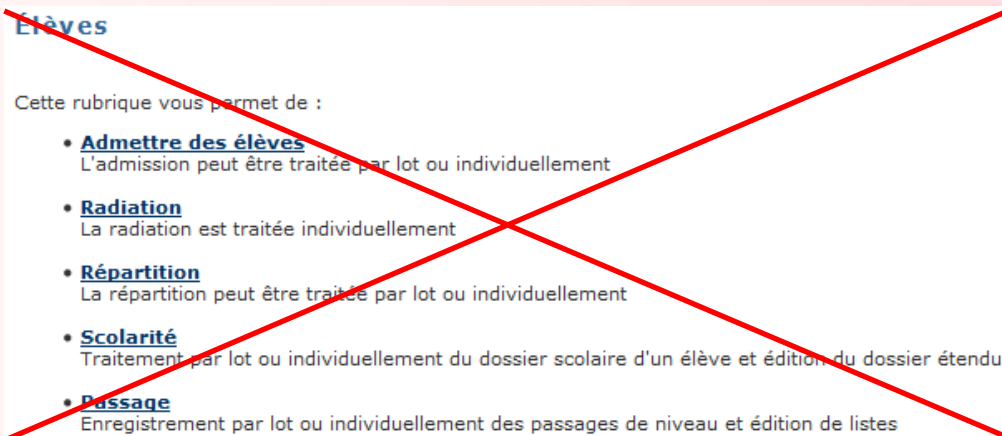 Élèves
Cette rubrique vous permet de :
• Admettre des élèves
L'admission peut être traitée par lot ou individuellement
• Radiation
La radiation est traitée individuellement
• Répartition
La répartition peut être traitée par lot ou individuellement
• Scolarité
Traitement par lot ou individuellement du dossier scolaire d'un élève et édition du dossier étendu
• Passage
Enregistrement par lot ou individuellement des passages de niveau et édition de listes